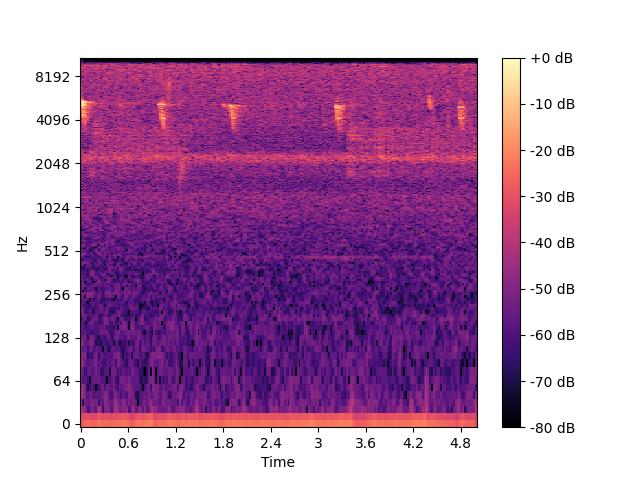 8192
4096
2048
1024
512
256
128
64
0
Hz
0 0.6 1.2 1.8 2.4 3 3.6 4.2 4.8
Time
+0 dB
-10 dB
-20 dB
-30 dB
-40 dB
-50 dB
-60 dB
-70 dB
-80 dB